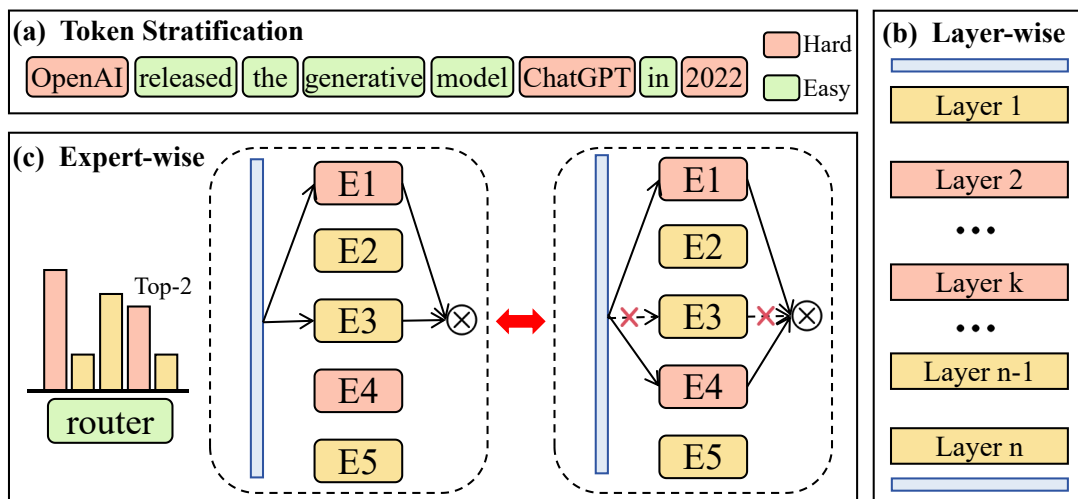 (a) Token Stratification
OpenAI released the generative model ChatGPT in 2022
Hard
Easy
(b) Layer-wise
Layer 1
Layer 2
...
Layer k
...
Layer n-1
Layer n
(c) Expert-wise
Top-2
router
E1
E2
E3
E4
E5
E1
E2
E3
E4
E5